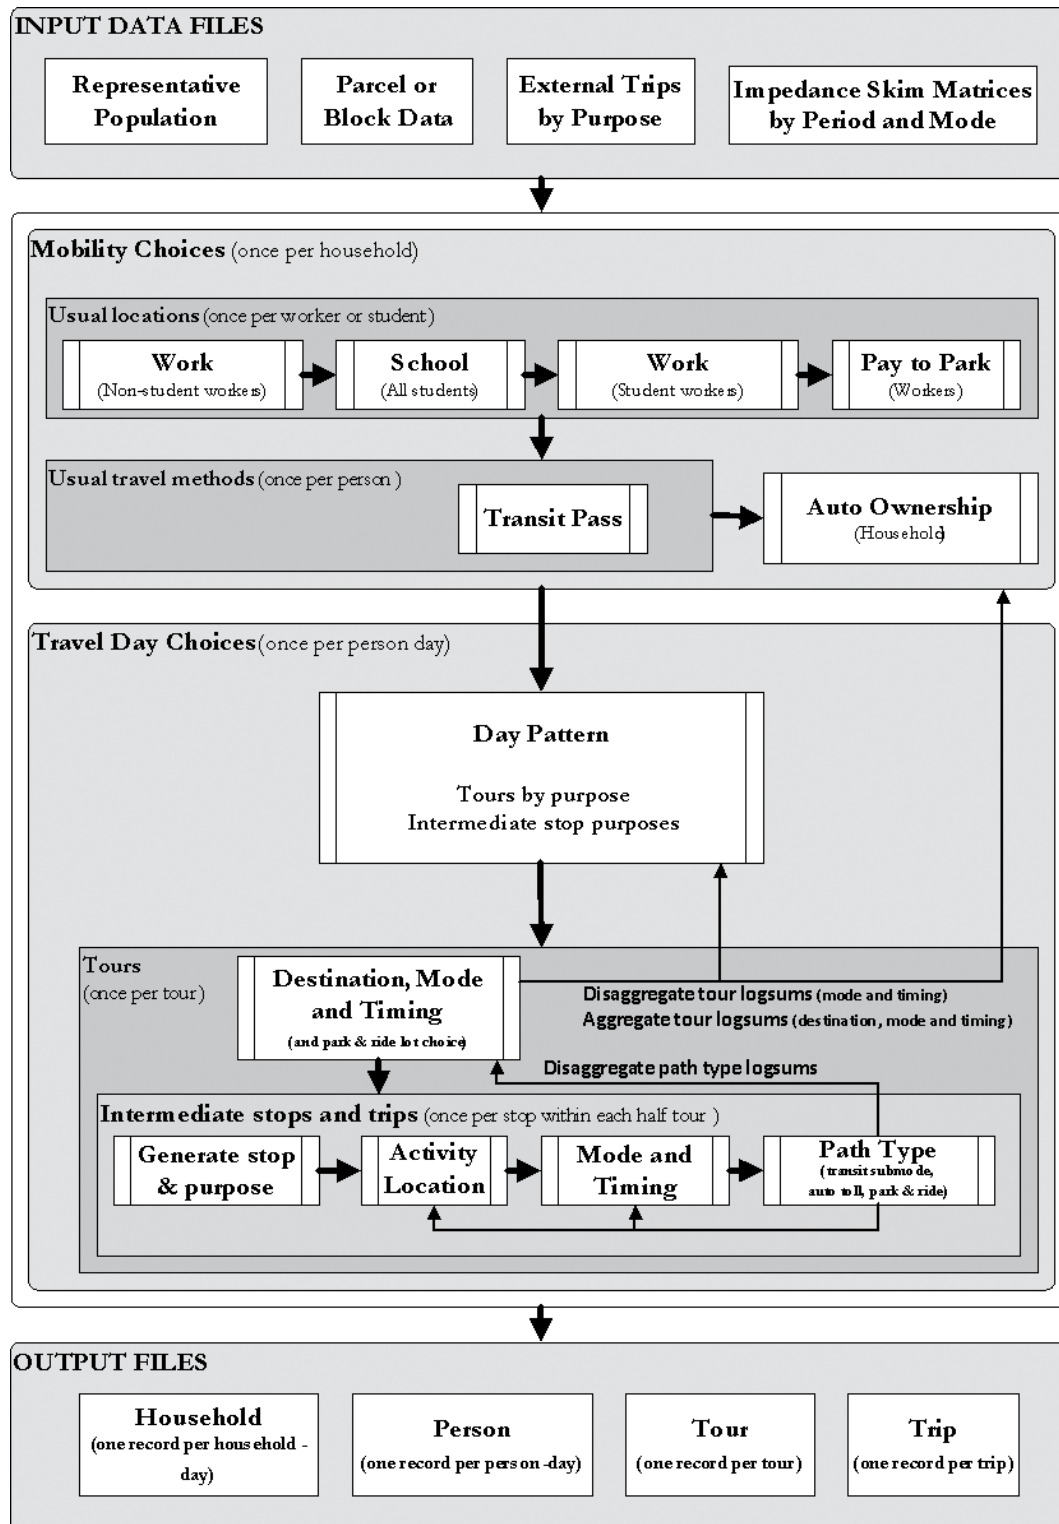 INPUT DATA FILES
Representative
Population
Parcel or
Block Data
External Trips
by Purpose
Impedance Skim Matrices
by Period and Mode
Mobility Choices (once per household)
Usual locations (once per worker or student)
Work
(Non-student workers)
School
(All students)
Work
(Student workers)
Pay to Park
(Workers)
Usual travel methods (once per person )
Transit Pass
Auto Ownership
(Household)
Travel Day Choices (once per person day)
Day Pattern
Tours by purpose
Intermediate stop purposes
Tours
(once per tour)
Destination, Mode
and Timing
(and park & ride lot choice)
Disaggregate tour logsums (mode and timing)
Aggregate tour logsums (destination, mode and timing)
Disaggregate path type logsums
Intermediate stops and trips (once per stop within each half tour )
Generate stop
& purpose
Activity
Location
Mode and
Timing
Path Type
(transit submode,
auto toll, park & ride)
OUTPUT FILES
Household
(one record per household -
day)
Person
(one record per person -day)
Tour
(one record per tour)
Trip
(one record per trip)